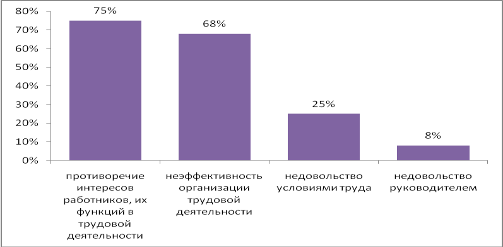 80%
70%
60%
50%
40%
30%
20%
10%
0%
75%
68%
25%
8%
противоречие
интересов
работников, их
функций в
трудовой
деятельности
неэффективность
организации
трудовой
деятельности
недовольство
условиями труда
недовольство
руководителем